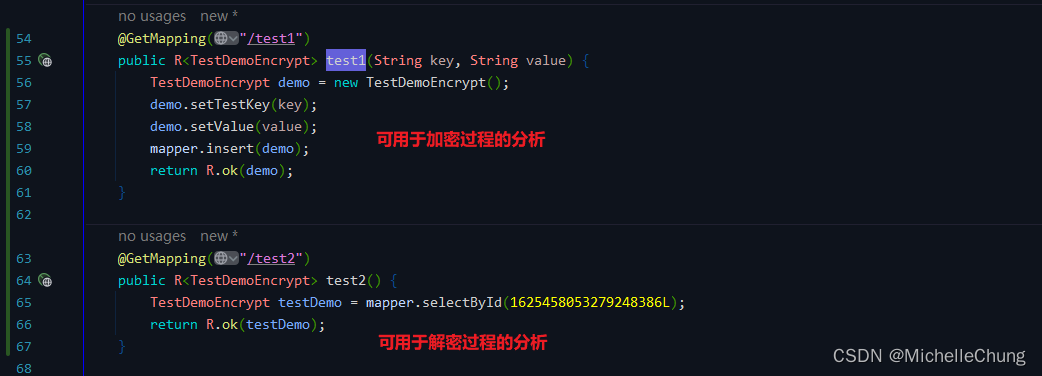 no usages   new *
54 @GetMapping("/test1")
55 public R<TestDemoEncrypt> test1(String key, String value) {
56     TestDemoEncrypt demo = new TestDemoEncrypt();
57     demo.setTestKey(key);
58     demo.setValue(value);
可用于加密过程的分析
59     mapper.insert(demo);
60     return R.ok(demo);
61 }
62
no usages   new *
63 @GetMapping("/test2")
64 public R<TestDemoEncrypt> test2() {
65     TestDemoEncrypt testDemo = mapper.selectById(1625458053279248386L);
66     return R.ok(testDemo);
可用于解密过程的分析
67 }
CSDN @MichelleChung
68